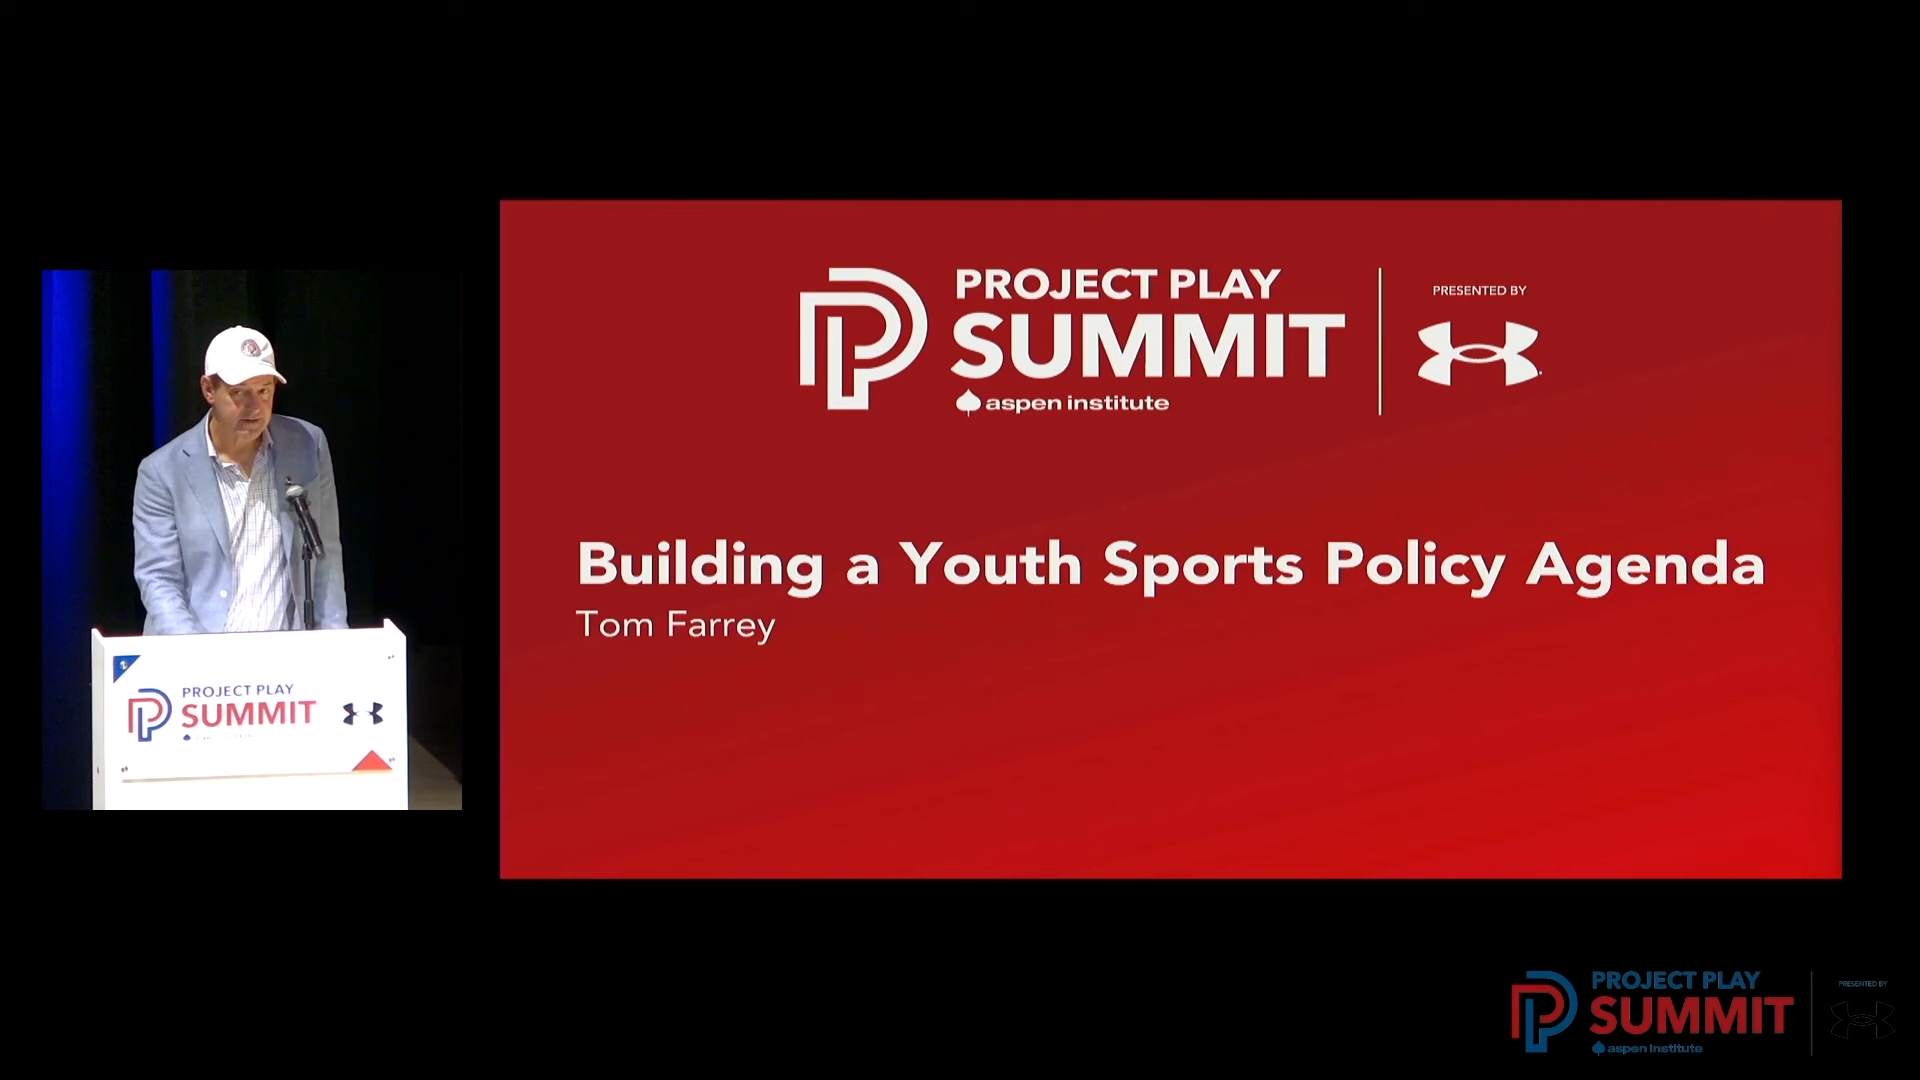 PROJECT PLAY
SUMMIT
aspen institute
PRESENTED BY
Building a Youth Sports Policy Agenda
Tom Farrey
PROJECT PLAY
SUMMIT
PROJECT PLAY
SUMMIT
aspen institute
PRESENTED BY